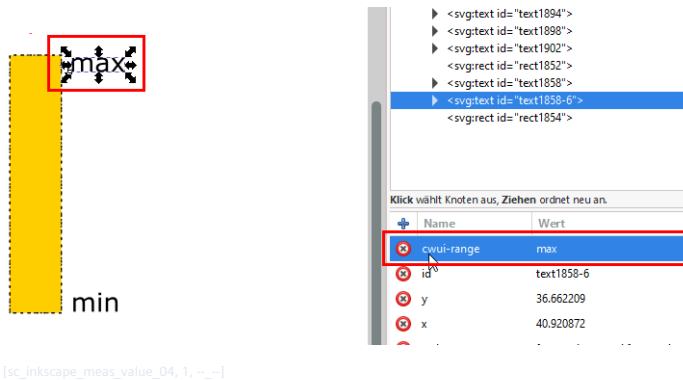 max
min
<svg:text id="text1894">
<svg:text id="text1898">
<svg:text id="text1902">
<svg:rect id="rect1852">
<svg:text id="text1858">
<svg:text id="text1858-6">
<svg:rect id="rect1854">
Klick wählt Knoten aus, Ziehen ordnet neu an.
Name Wert
cwui-range max
id text1858-6
y 36.662209
x 40.920872
[sc_inkscape_meas_value_04, 1, --_--]